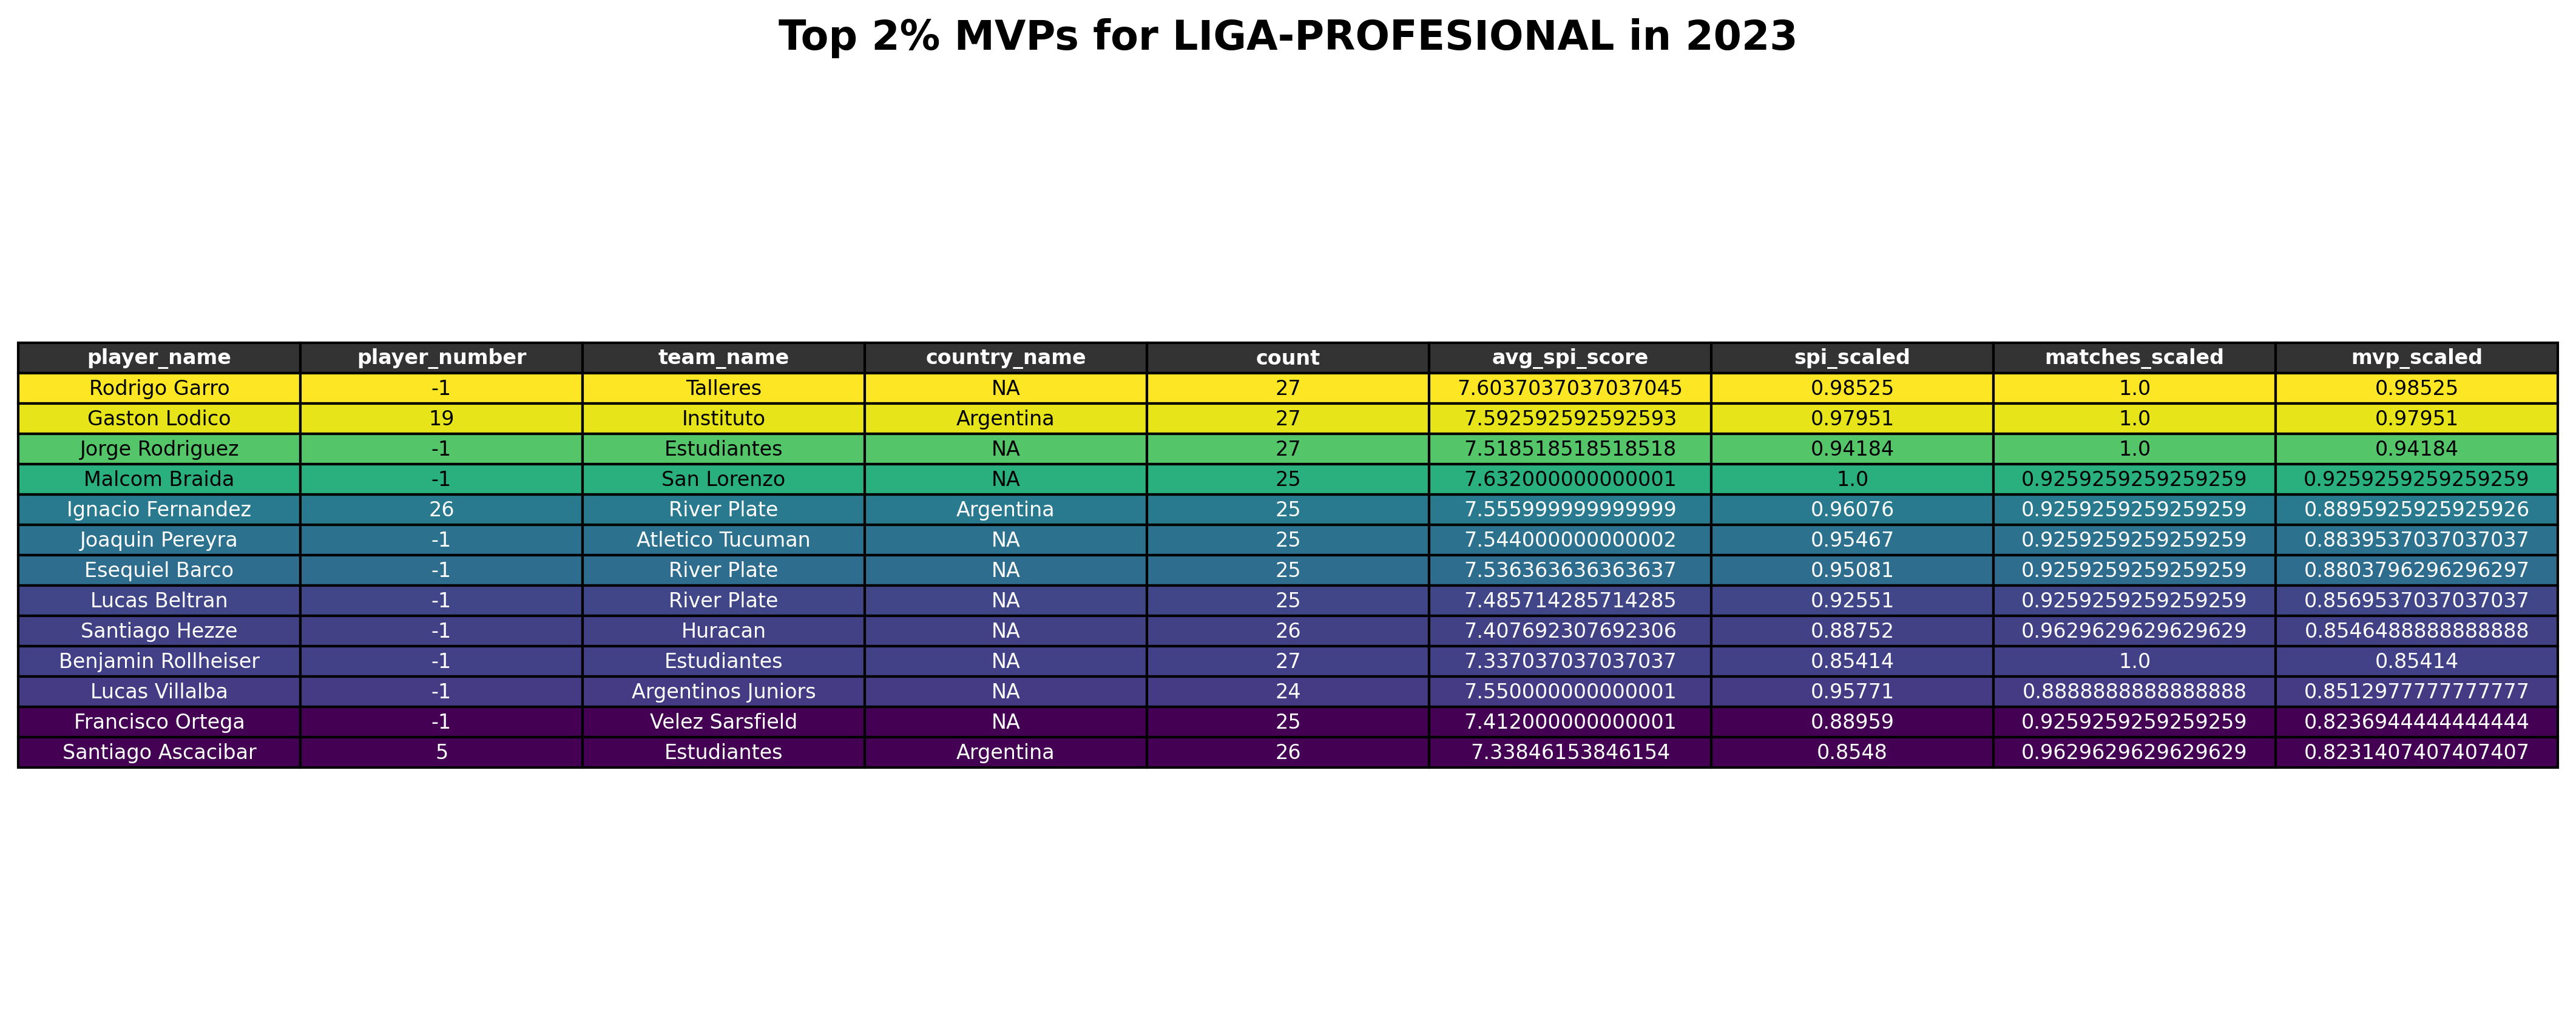 Top 2% MVPs for LIGA-PROFESIONAL in 2023
player_name player_number team_name country_name count avg_spi_score spi_scaled matches_scaled mvp_scaled
Rodrigo Garro -1 Talleres NA 27 7.6037037037037045 0.98525 1.0 0.98525
Gaston Lodico 19 Instituto Argentina 27 7.592592592592593 0.97951 1.0 0.97951
Jorge Rodriguez -1 Estudiantes NA 27 7.518518518518518 0.94184 1.0 0.94184
Malcom Braida -1 San Lorenzo NA 25 7.632000000000001 1.0 0.9259259259259259 0.9259259259259259
Ignacio Fernandez 26 River Plate Argentina 25 7.555999999999999 0.96076 0.9259259259259259 0.8895925925925926
Joaquin Pereyra -1 Atletico Tucuman NA 25 7.544000000000002 0.95467 0.9259259259259259 0.8839537037037037
Esequiel Barco -1 River Plate NA 25 7.536363636363637 0.95081 0.9259259259259259 0.8803796296296297
Lucas Beltran -1 River Plate NA 25 7.485714285714285 0.92551 0.9259259259259259 0.8569537037037037
Santiago Hezze -1 Huracan NA 26 7.407692307692306 0.88752 0.9629629629629629 0.8546488888888888
Benjamin Rollheiser -1 Estudiantes NA 27 7.337037037037037 0.85414 1.0 0.85414
Lucas Villalba -1 Argentinos Juniors NA 24 7.550000000000001 0.95771 0.8888888888888888 0.8512977777777777
Francisco Ortega -1 Velez Sarsfield NA 25 7.412000000000001 0.88959 0.9259259259259259 0.8236944444444444
Santiago Ascacibar 5 Estudiantes Argentina 26 7.33846153846154 0.8548 0.9629629629629629 0.8231407407407407